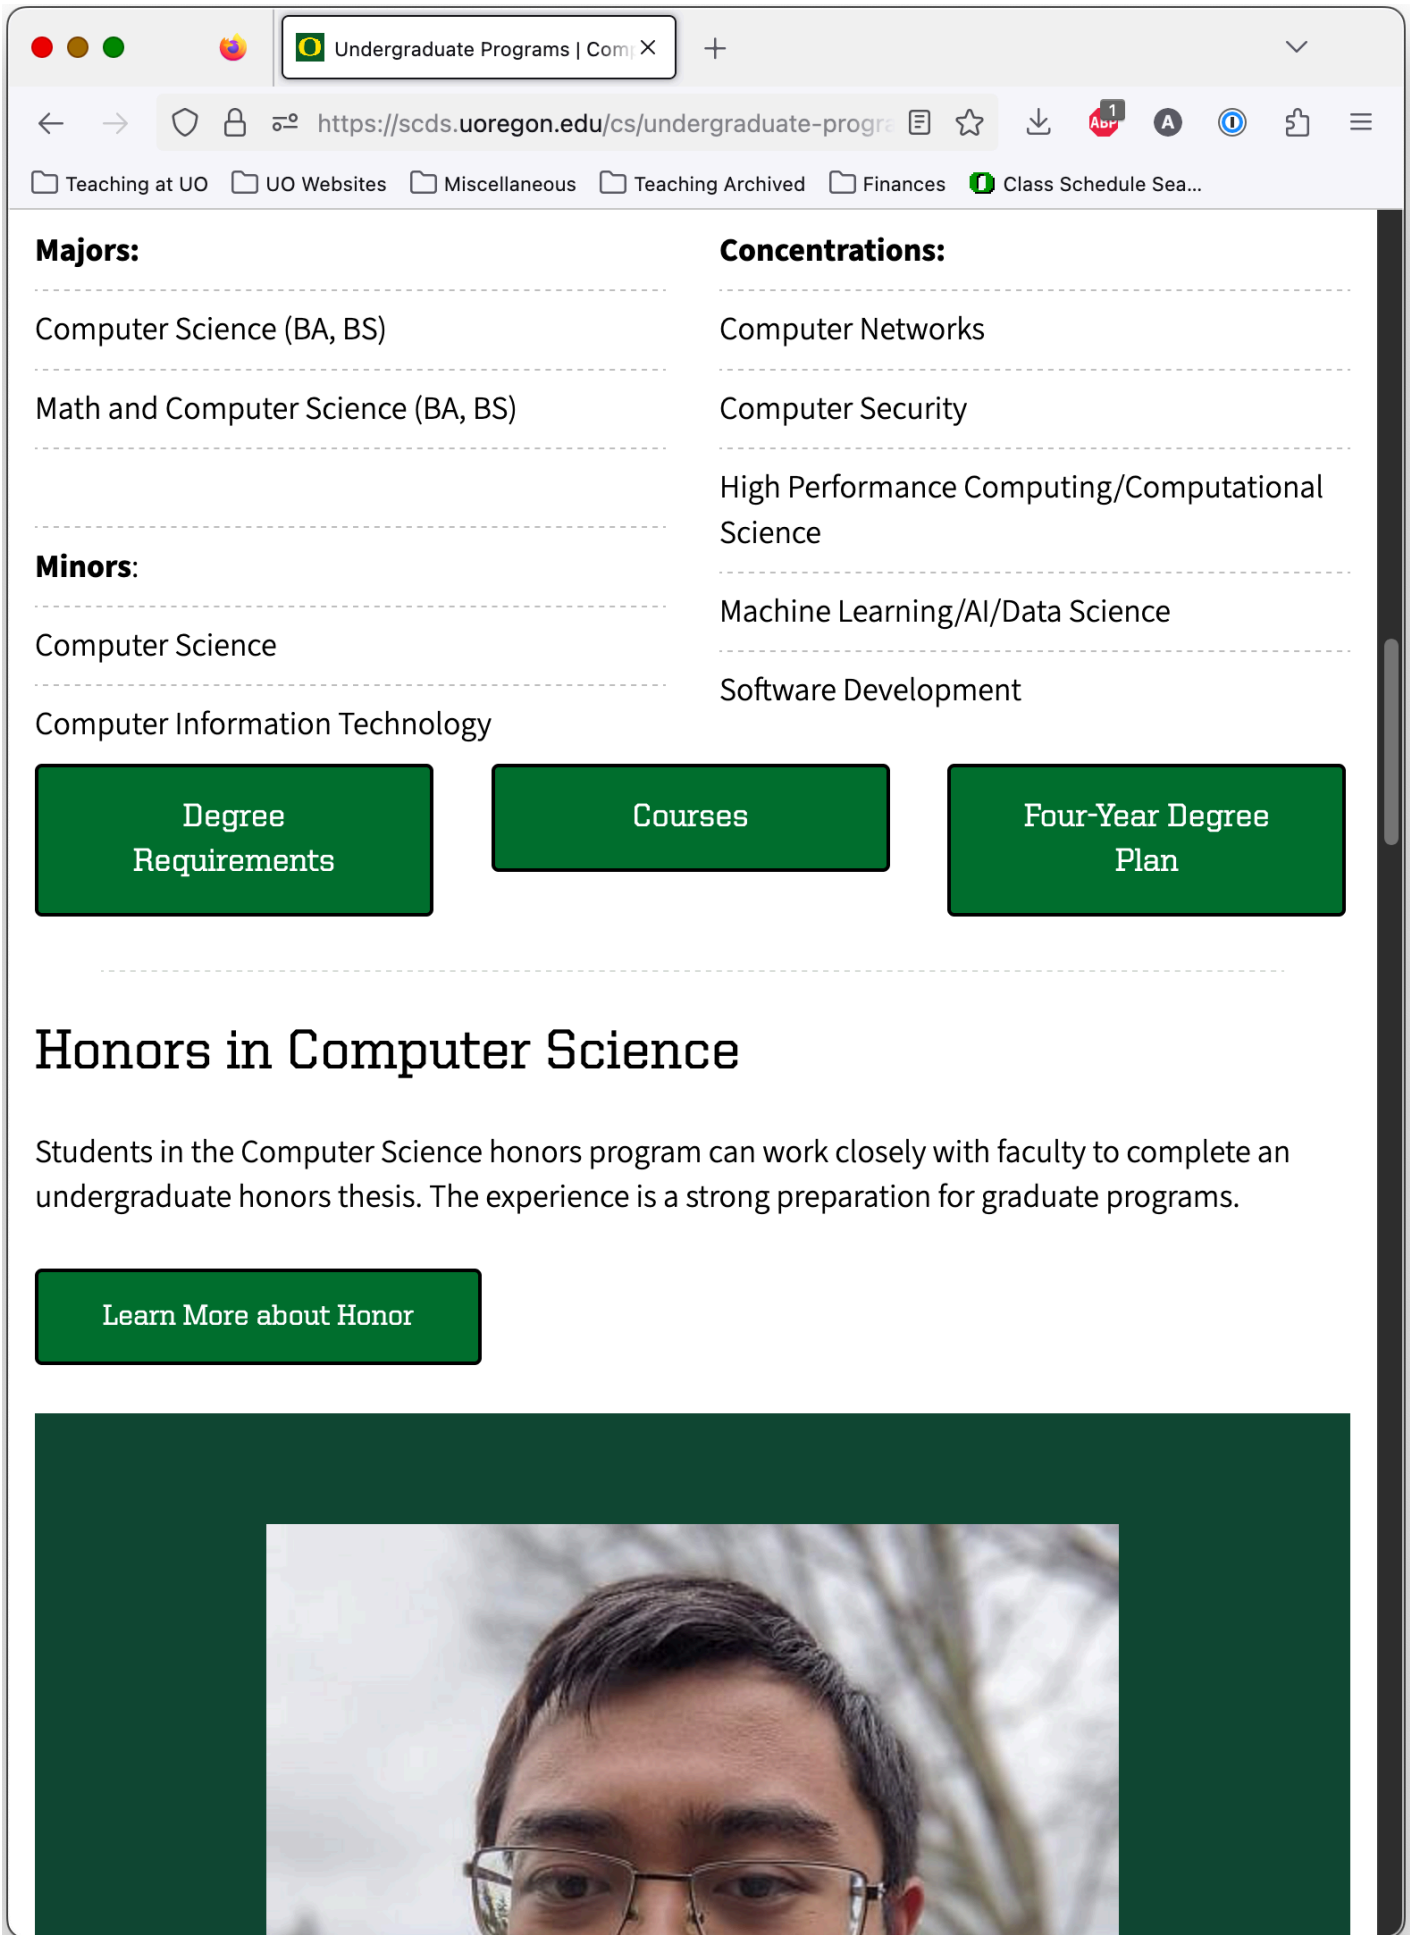 Undergraduate Programs | Com
https://scds.uoregon.edu/cs/undergraduate-progra
ABP
1
A
Teaching at UO
UO Websites
Miscellaneous
Teaching Archived
Finances
Class Schedule Sea...
Majors:
Computer Science (BA, BS)
Math and Computer Science (BA, BS)
Minors:
Computer Science
Computer Information Technology
Concentrations:
Computer Networks
Computer Security
High Performance Computing/Computational
Science
Machine Learning/AI/Data Science
Software Development
Degree
Requirements
Courses
Four-Year Degree
Plan
Honors in Computer Science
Students in the Computer Science honors program can work closely with faculty to complete an
undergraduate honors thesis. The experience is a strong preparation for graduate programs.
Learn More about Honor